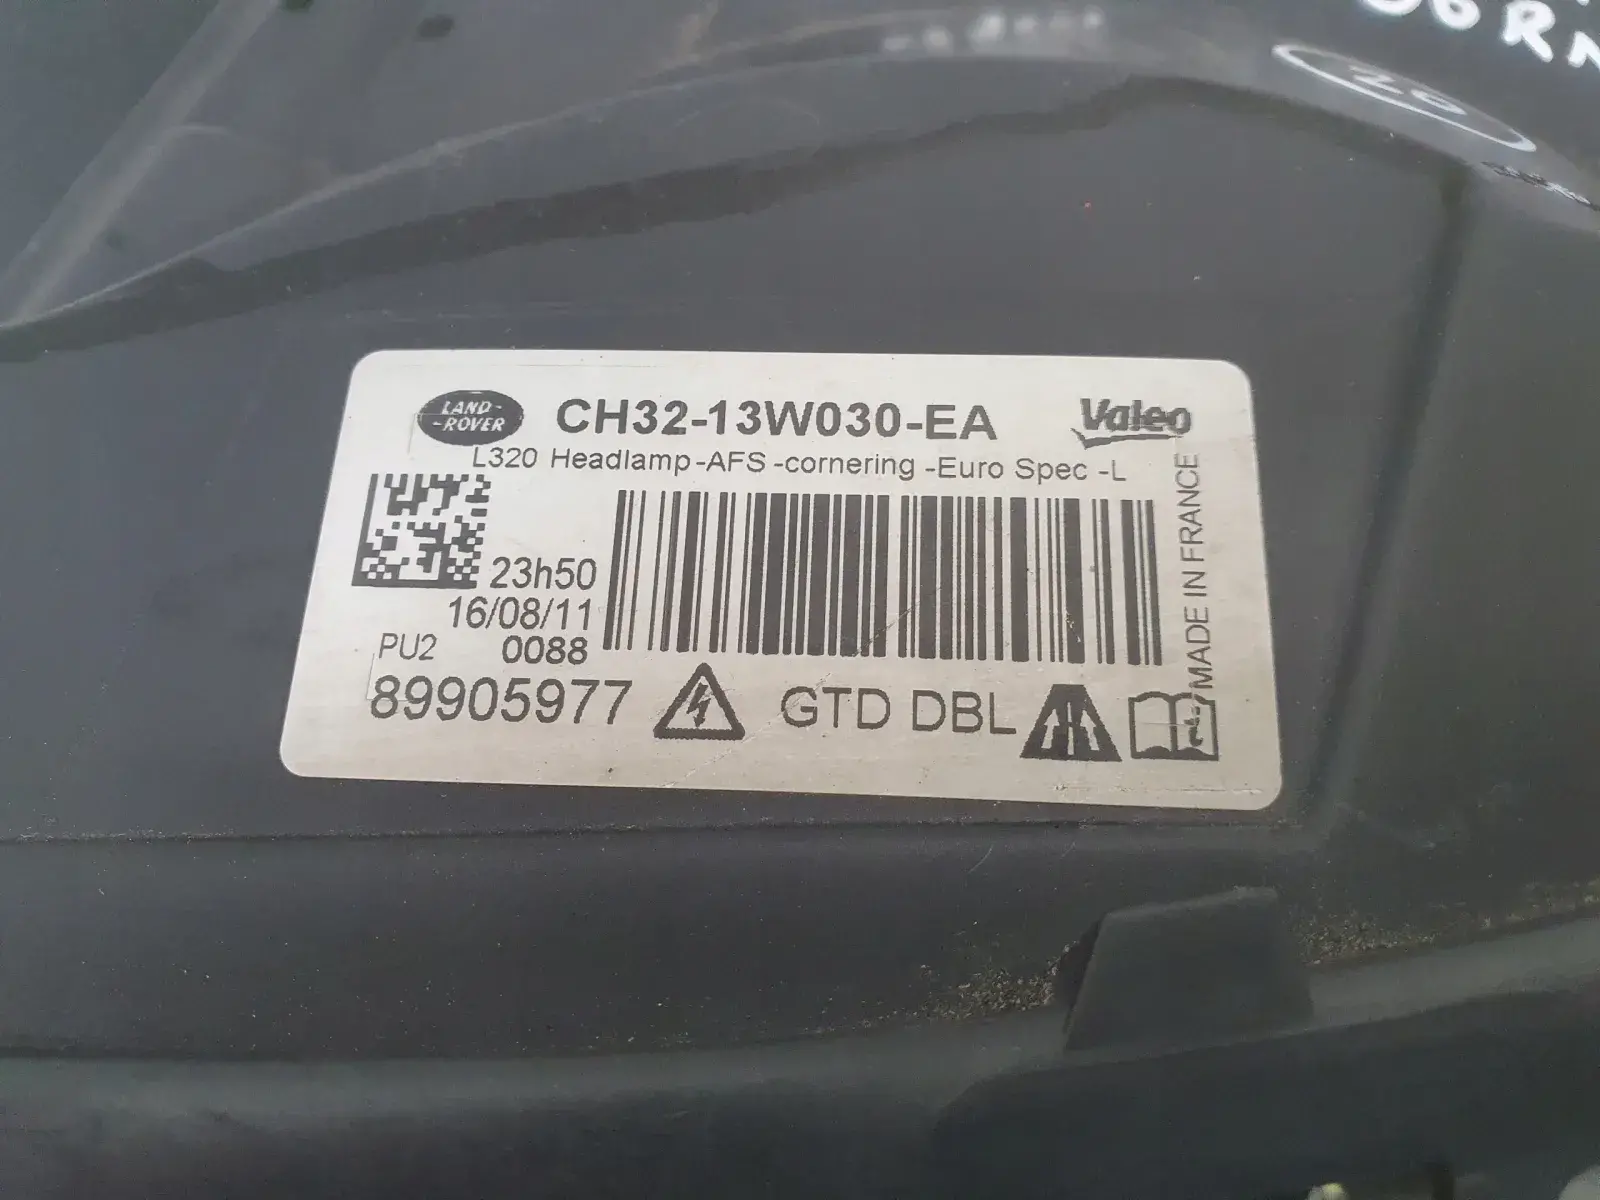 LAND-
-ROVER
CH32-13W030-EA
Valeo
L320 Headlamp-AFS-cornering-Euro Spec-L
23h50
16/08/11
PU2 0088
89905977
GTD DBL
MADE IN FRANCE
20